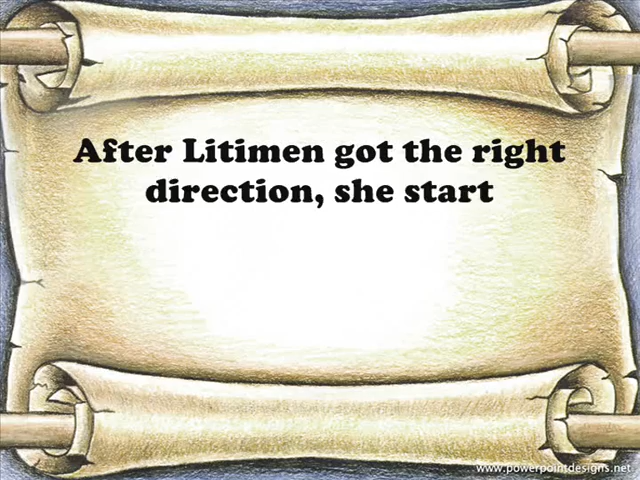 After Litimen got the right
direction, she start
www.powerpointdesigns.net